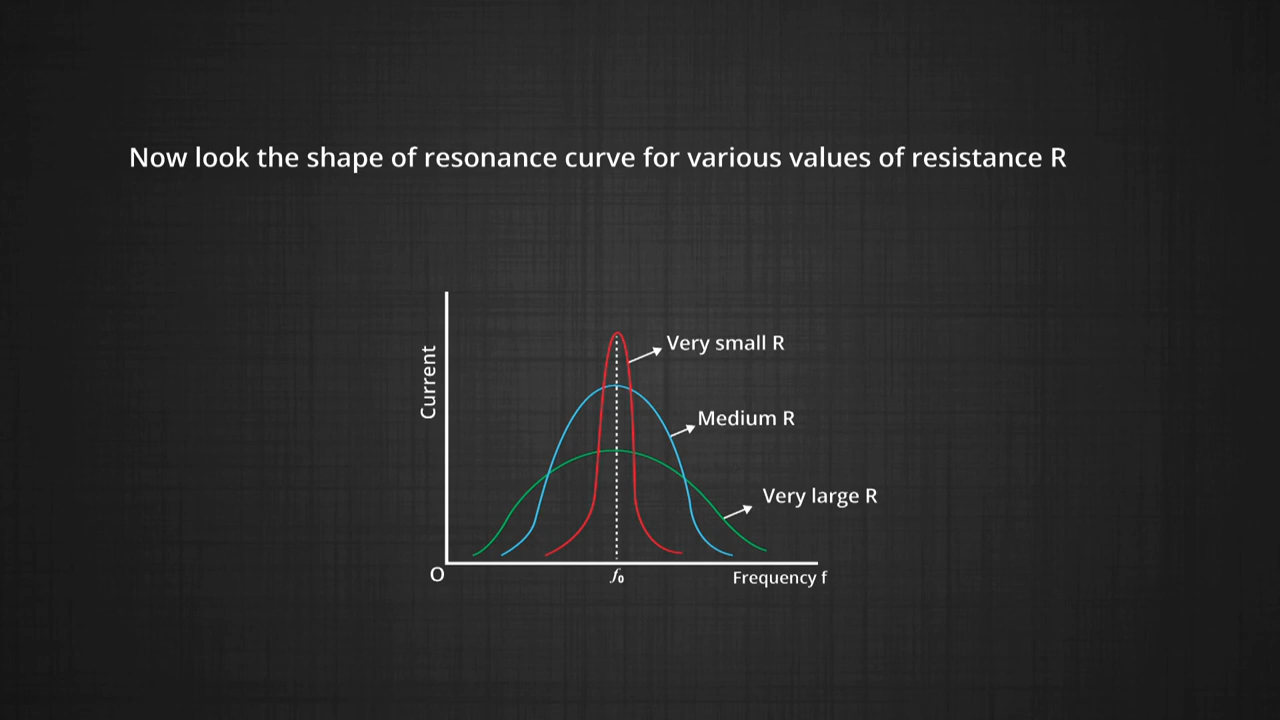 Now look the shape of resonance curve for various values of resistance R
Current
Very small R
Medium R
Very large R
O
f₀
Frequency f